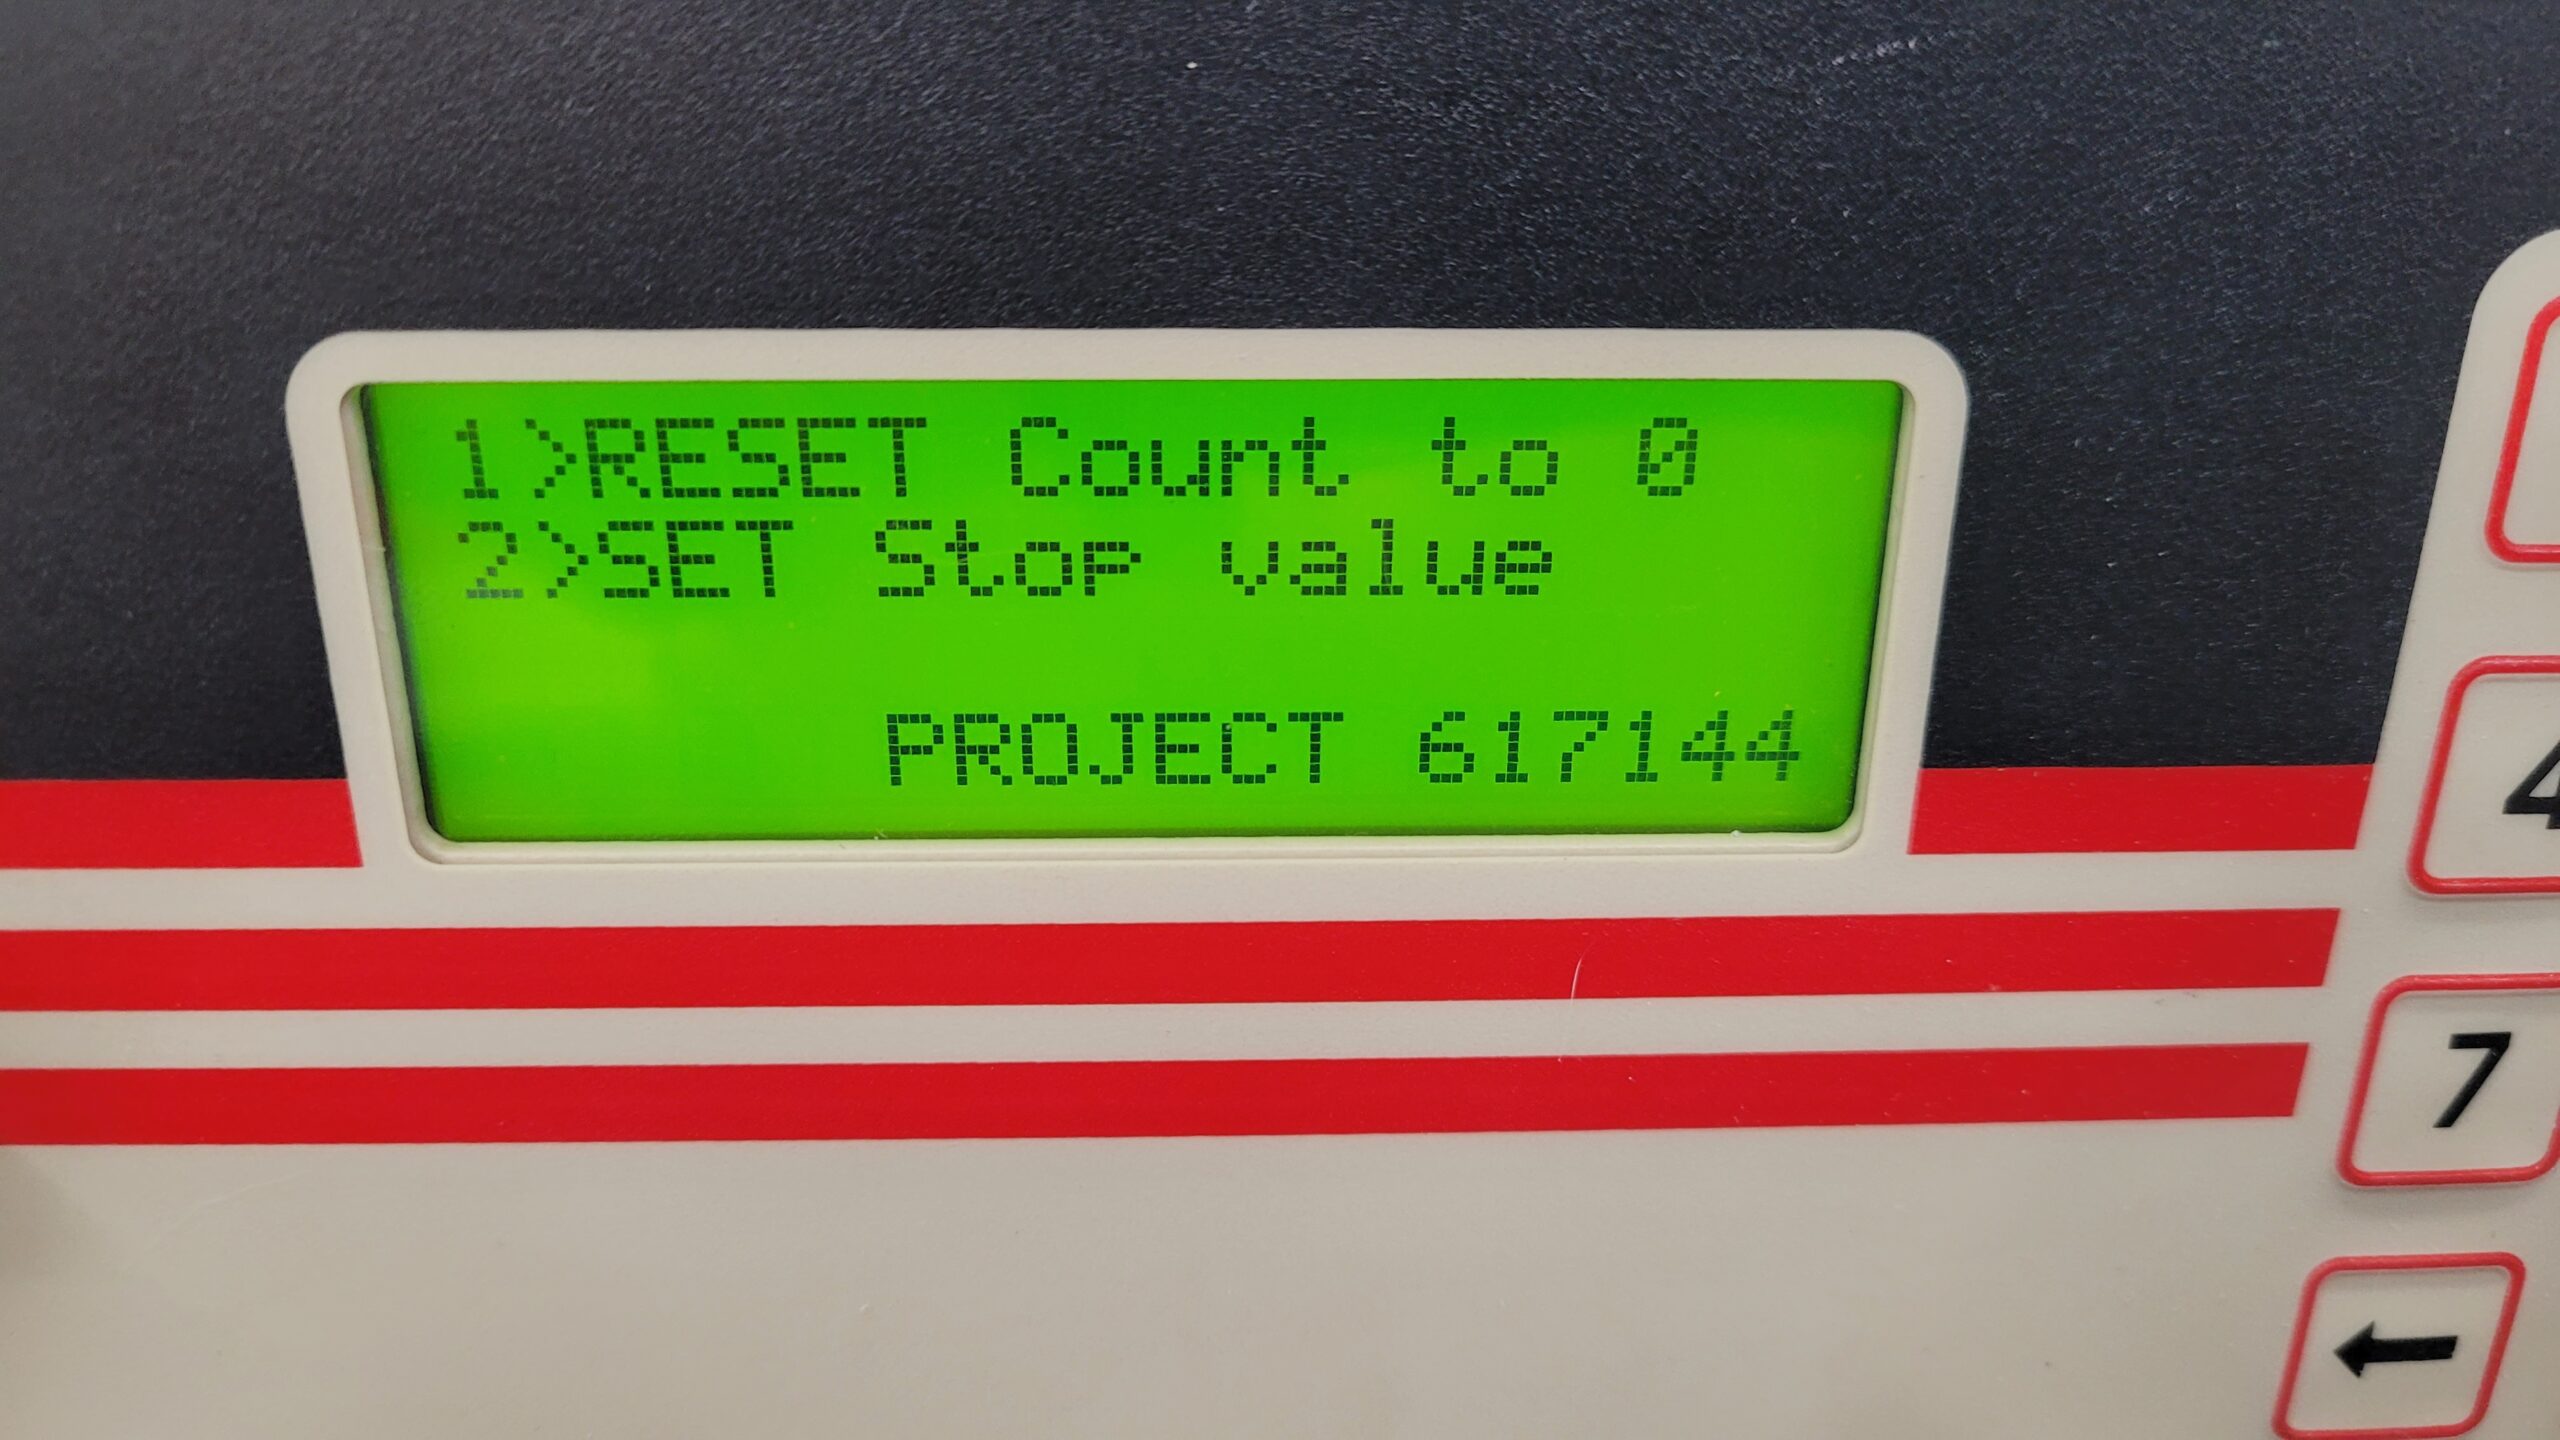 1>RESET Count to 0
2>SET Stop value
PROJECT 617144
4
7